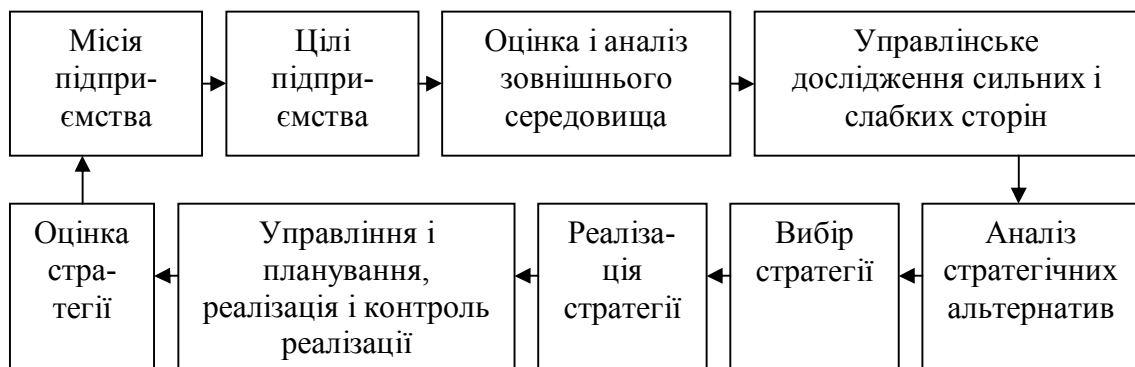 Місія
підпри-
ємства
Цілі
підпри-
ємства
Оцінка і аналіз
зовнішнього
середовища
Управлінське
дослідження сильних і
слабких сторін
Оцінка
стра-
тегії
Управління і
планування,
реалізація і контроль
реалізації
Реаліза-
ція
стратегії
Вибір
стратегії
Аналіз
стратегічних
альтернатив